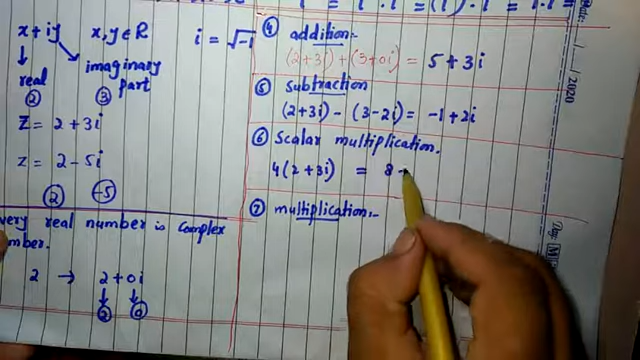 x + iy x, y ∈ R i = √-1
↓ ↘
real imaginary
part
② ③
Z = 2 + 3i
Z = 2 - 5i
② (-5)
very real number is complex
mber.
2 → 2 + 0i
↓ ↓
② ⓪
④ addition:-
(2+3i) + (3+0i) = 5 + 3i
⑤ subtraction
(2+3i) - (3-2i) = -1 + 2i
⑥ Scalar multiplication.
4(2+3i) = 8 +
⑦ multiplication:-
Date:
/ /2020
Day: